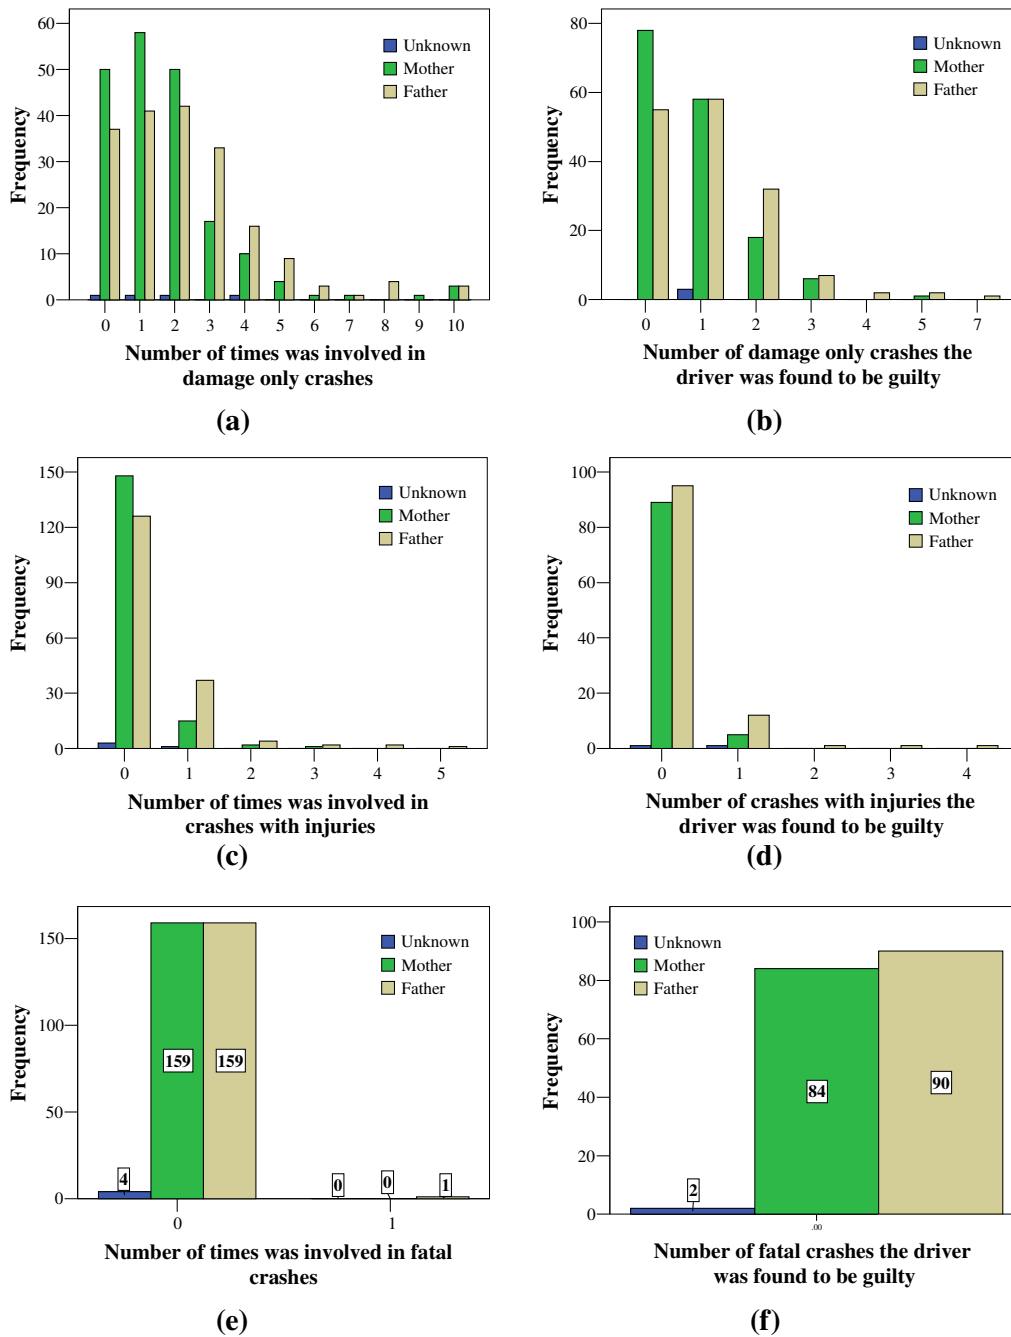 60
50
40
30
20
10
0
Frequency
Unknown
Mother
Father
0 1 2 3 4 5 6 7 8 9 10
Number of times was involved in
damage only crashes
(a)
80
60
40
20
0
Frequency
Unknown
Mother
Father
0 1 2 3 4 5 7
Number of damage only crashes the
driver was found to be guilty
(b)
150
120
90
60
30
0
Frequency
Unknown
Mother
Father
0 1 2 3 4 5
Number of times was involved in
crashes with injuries
(c)
100
80
60
40
20
0
Frequency
Unknown
Mother
Father
0 1 2 3 4
Number of crashes with injuries the
driver was found to be guilty
(d)
150
100
50
0
Frequency
Unknown
Mother
Father
159 159
4 0 0 1
0 1
Number of times was involved in fatal
crashes
(e)
100
80
60
40
20
0
Frequency
Unknown
Mother
Father
84 90
2
.00
Number of fatal crashes the driver
was found to be guilty
(f)